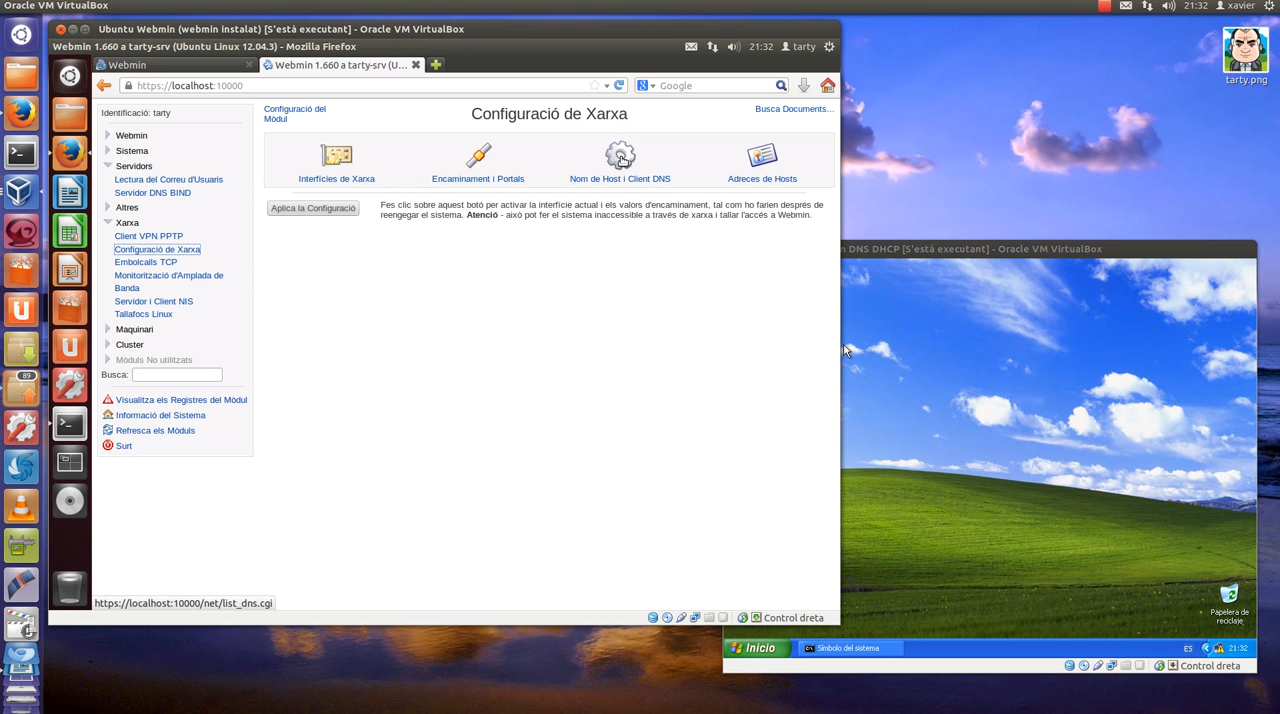 Oracle VM VirtualBox
21:32 xavier
tarty.png
Ubuntu Webmin (webmin instalat) [S'està executant] - Oracle VM VirtualBox
Webmin 1.660 a tarty-srv (Ubuntu Linux 12.04.3) - Mozilla Firefox
21:32 tarty
Webmin
Webmin 1.660 a tarty-srv (U...
https://localhost:10000
Google
Identificació: tarty
Webmin
Sistema
Servidors
Lectura del Correu d'Usuaris
Servidor DNS BIND
Altres
Xarxa
Client VPN PPTP
Configuració de Xarxa
Embolcalls TCP
Monitorització d'Amplada de
Banda
Servidor i Client NIS
Tallafocs Linux
Maquinari
Cluster
Mòduls No utilitzats
Busca:
Visualitza els Registres del Mòdul
Informació del Sistema
Refresca els Mòduls
Surt
Configuració del
Mòdul
Configuració de Xarxa
Busca Documents...
Interfícies de Xarxa
Encaminament i Portals
Nom de Host i Client DNS
Adreces de Hosts
Aplica la Configuració
Fes clic sobre aquest botó per activar la interfície actual i els valors d'encaminament, tal com ho farien després de
reengegar el sistema. Atenció - això pot fer el sistema inaccessible a través de xarxa i tallar l'accés a Webmin.
https://localhost:10000/net/list_dns.cgi
Control dreta
89
DNS DHCP [S'està executant] - Oracle VM VirtualBox
Papelera de
reciclaje
Inicio
Símbolo del sistema
ES
21:32
Control dreta